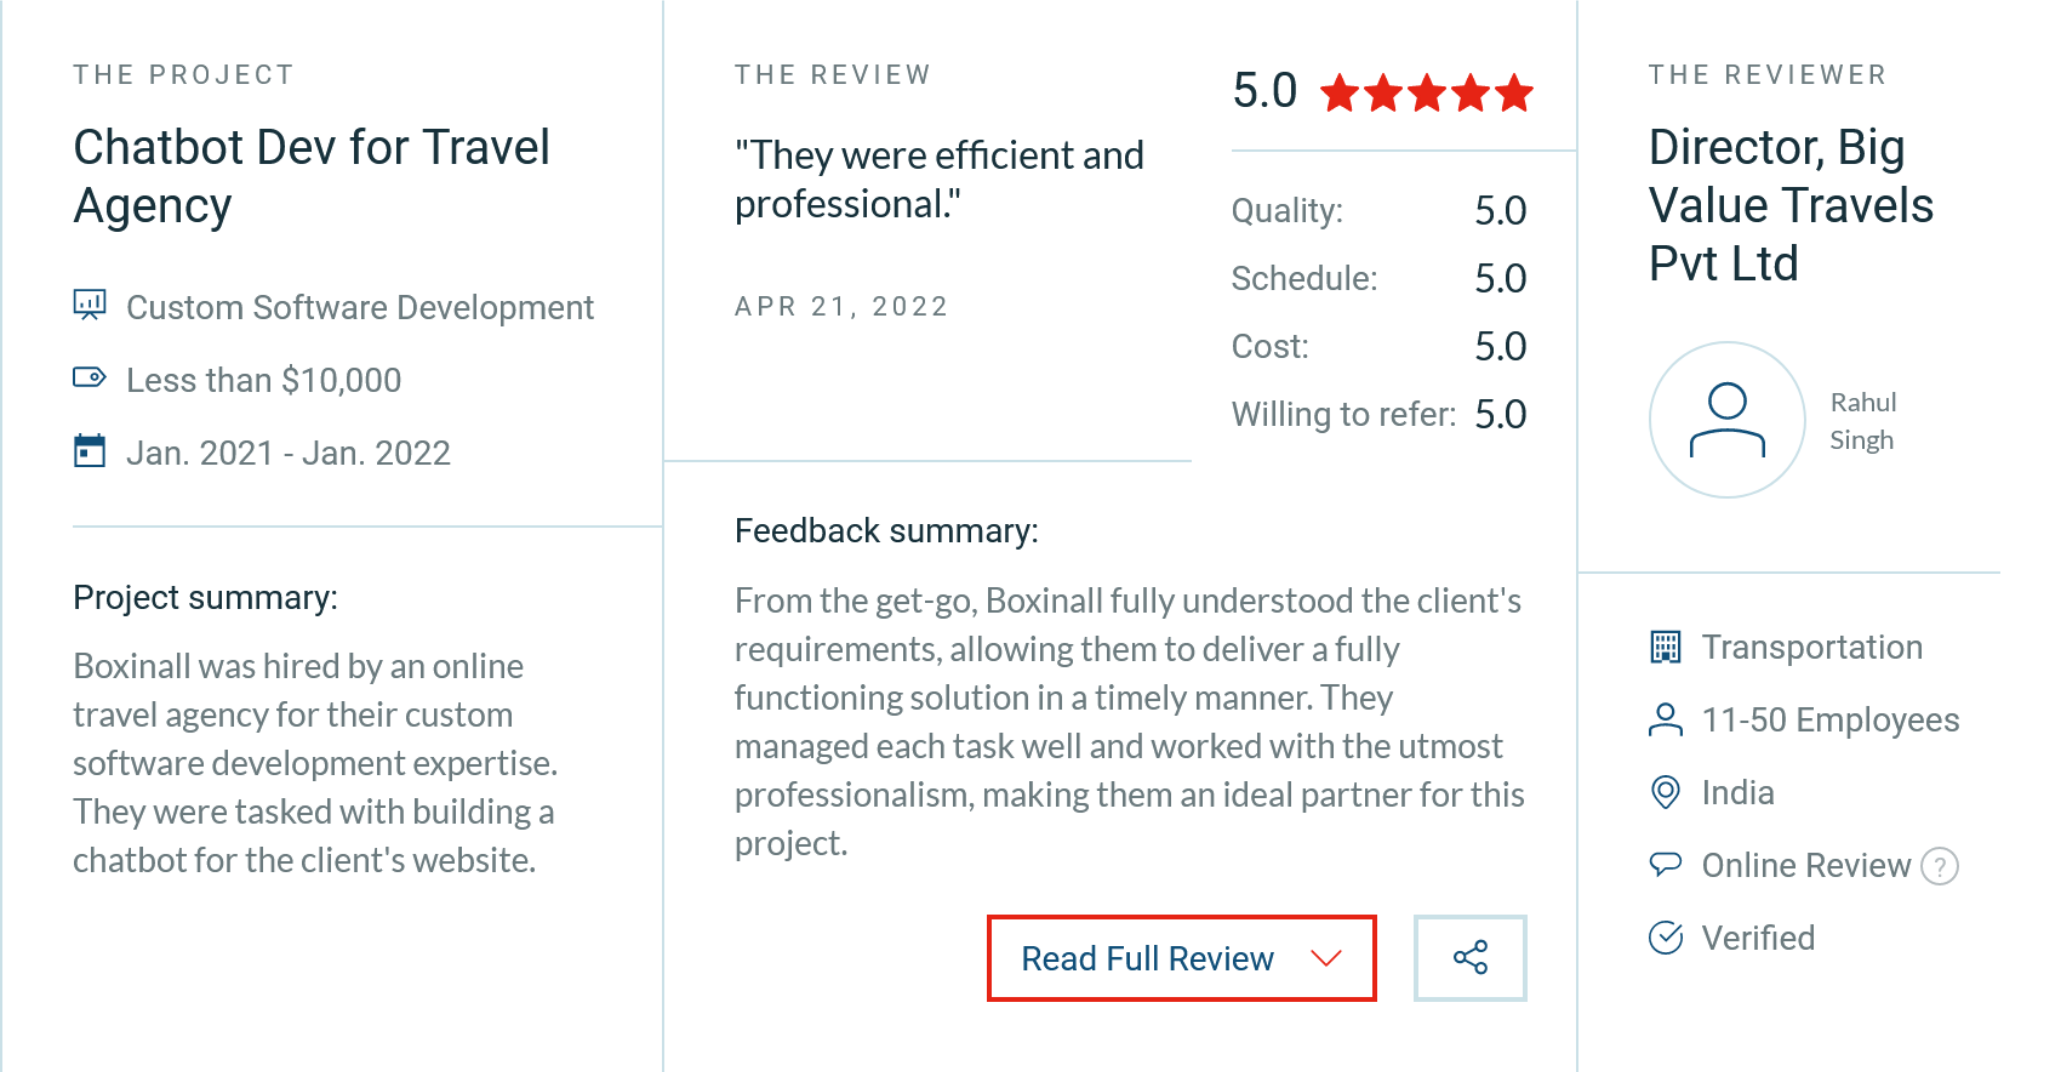 THE PROJECT
Chatbot Dev for Travel
Agency
Custom Software Development
Less than $10,000
Jan. 2021 - Jan. 2022
Project summary:
Boxinall was hired by an online
travel agency for their custom
software development expertise.
They were tasked with building a
chatbot for the client's website.
THE REVIEW
"They were efficient and
professional."
APR 21, 2022
5.0
Quality: 5.0
Schedule: 5.0
Cost: 5.0
Willing to refer: 5.0
Feedback summary:
From the get-go, Boxinall fully understood the client's
requirements, allowing them to deliver a fully
functioning solution in a timely manner. They
managed each task well and worked with the utmost
professionalism, making them an ideal partner for this
project.
Read Full Review
THE REVIEWER
Director, Big
Value Travels
Pvt Ltd
Rahul
Singh
Transportation
11-50 Employees
India
Online Review ?
Verified